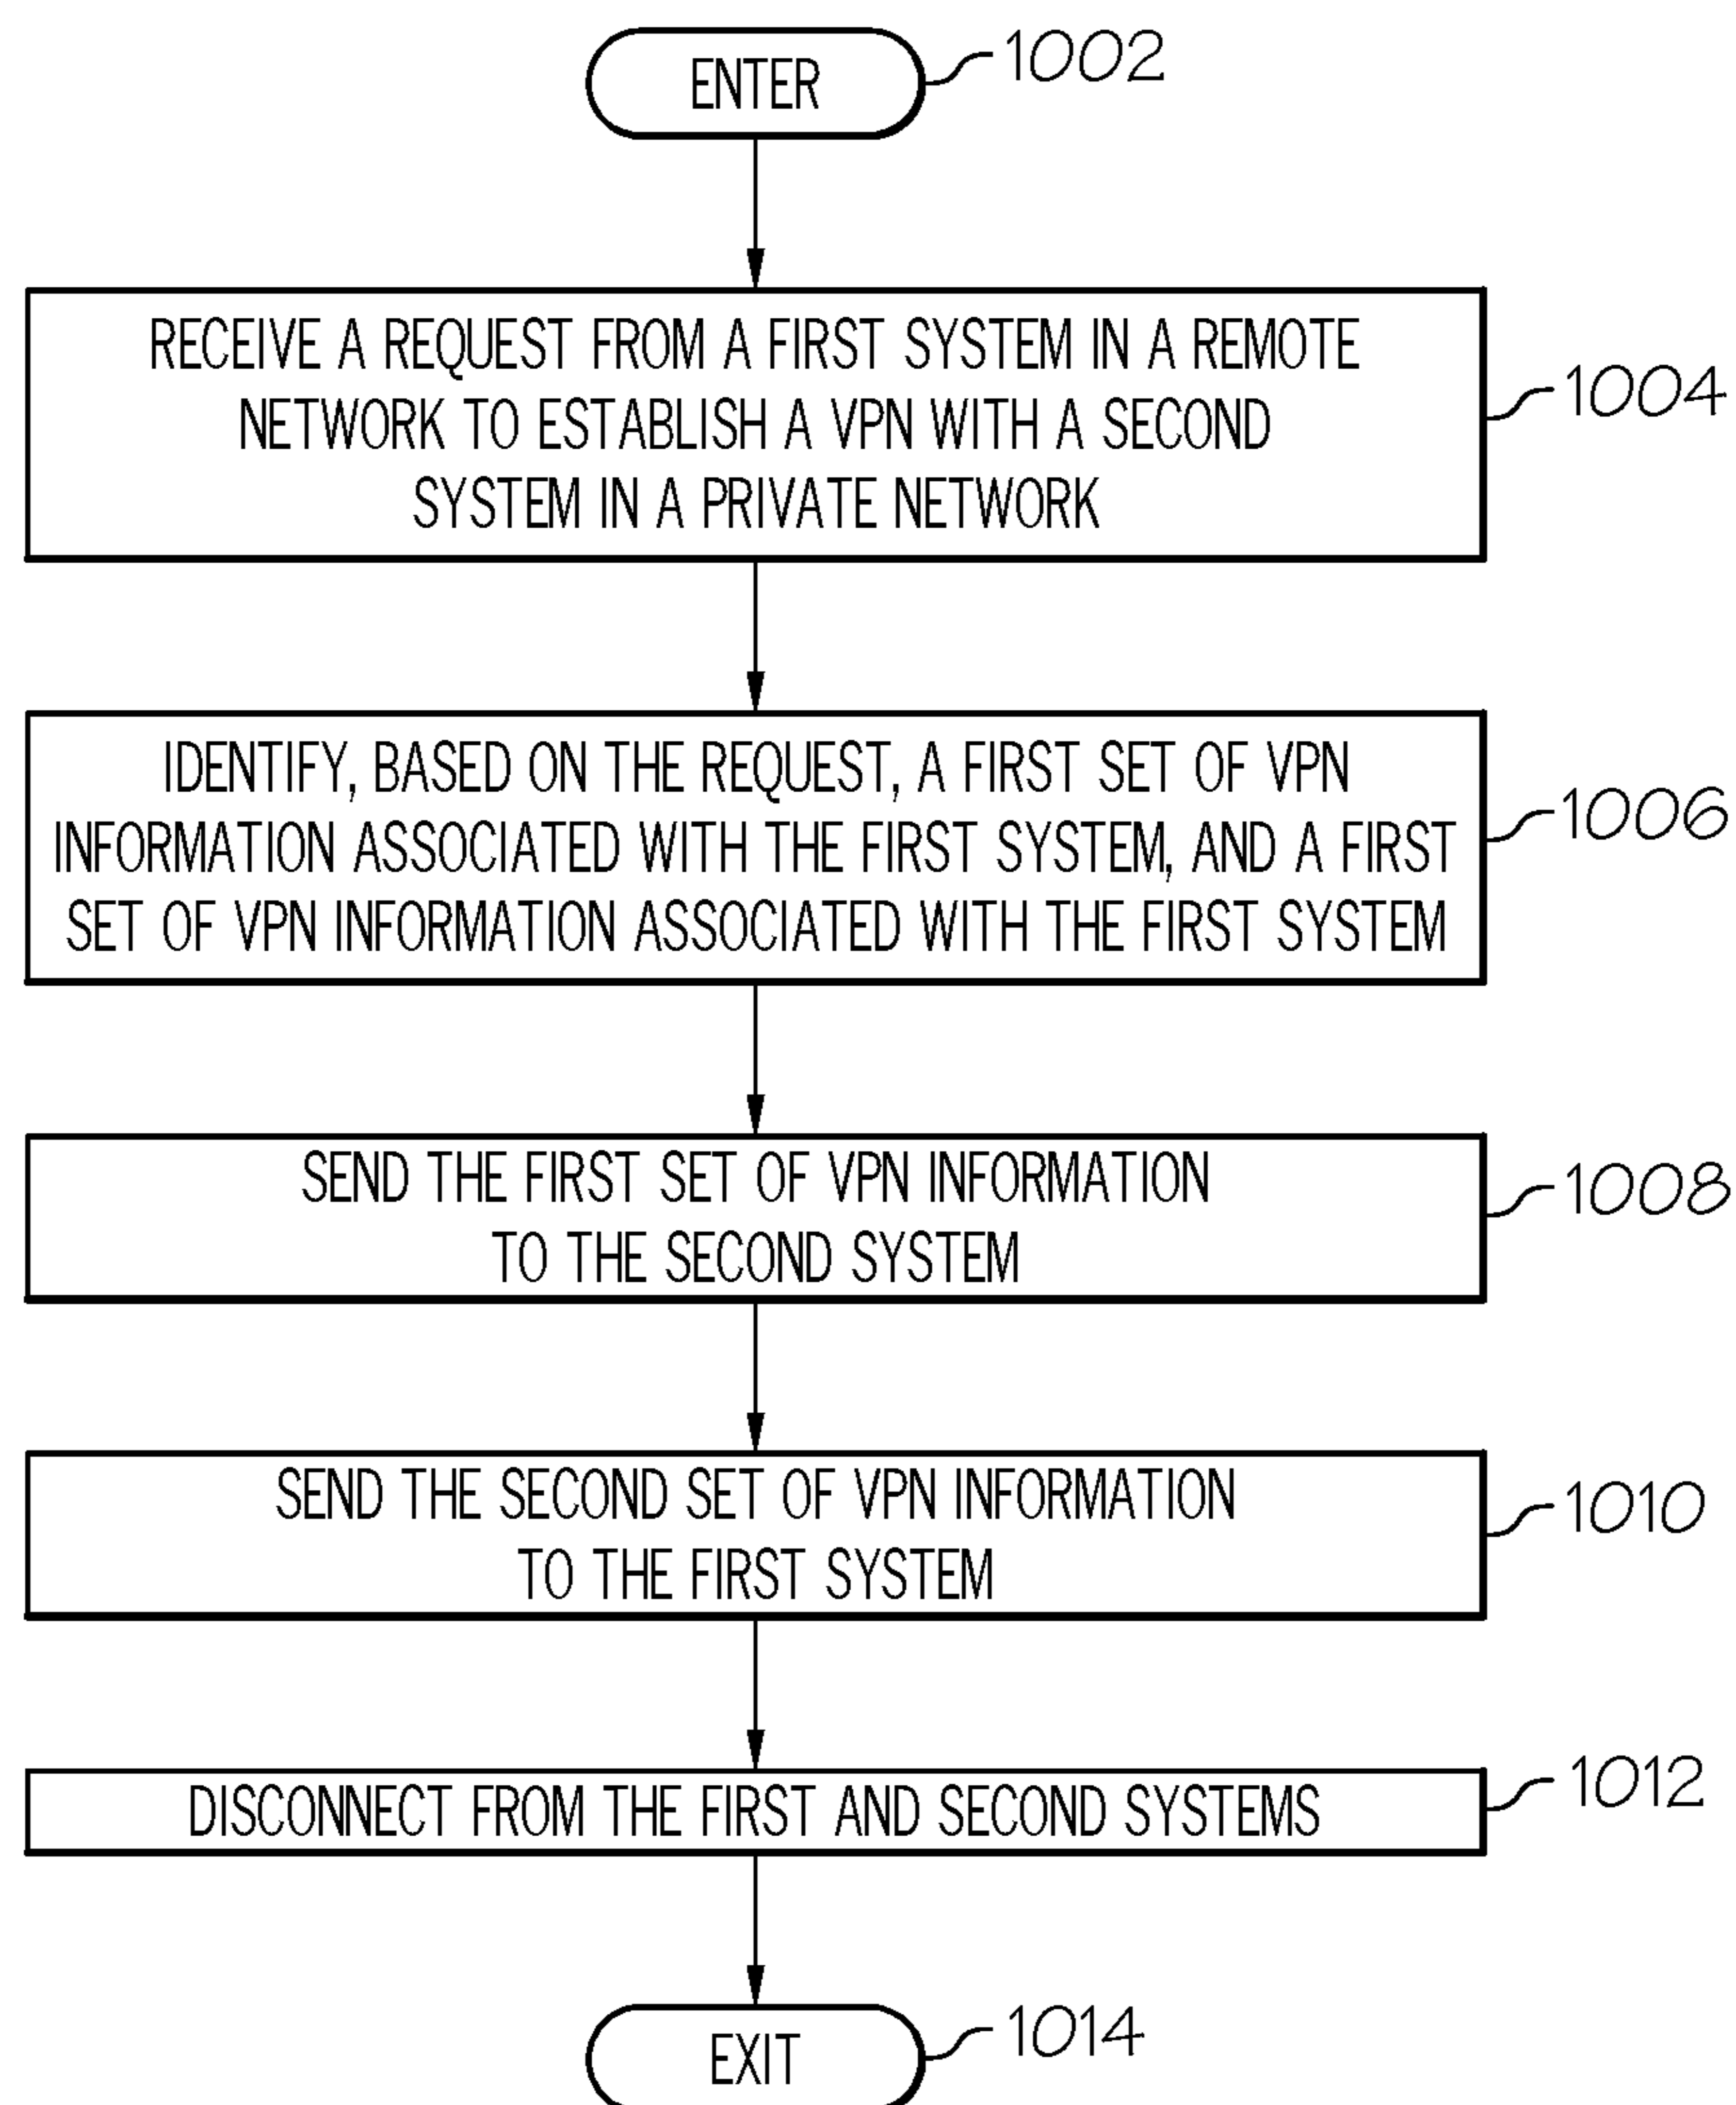 ENTER
1002
RECEIVE A REQUEST FROM A FIRST SYSTEM IN A REMOTE
NETWORK TO ESTABLISH A VPN WITH A SECOND
SYSTEM IN A PRIVATE NETWORK
1004
IDENTIFY, BASED ON THE REQUEST, A FIRST SET OF VPN
INFORMATION ASSOCIATED WITH THE FIRST SYSTEM, AND A FIRST
SET OF VPN INFORMATION ASSOCIATED WITH THE FIRST SYSTEM
1006
SEND THE FIRST SET OF VPN INFORMATION
TO THE SECOND SYSTEM
1008
SEND THE SECOND SET OF VPN INFORMATION
TO THE FIRST SYSTEM
1010
DISCONNECT FROM THE FIRST AND SECOND SYSTEMS
1012
EXIT
1014